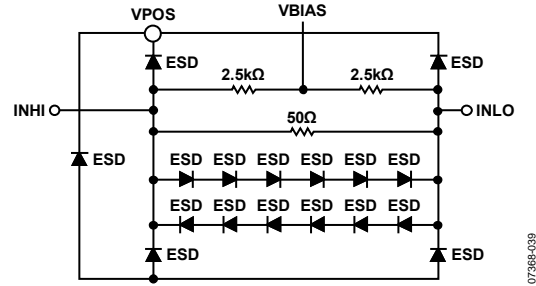 VPOS VBIAS
ESD ESD
2.5kΩ 2.5kΩ
INHI INLO
50Ω
ESD ESD ESD ESD ESD ESD ESD
ESD ESD ESD ESD ESD ESD
ESD ESD
07368-039